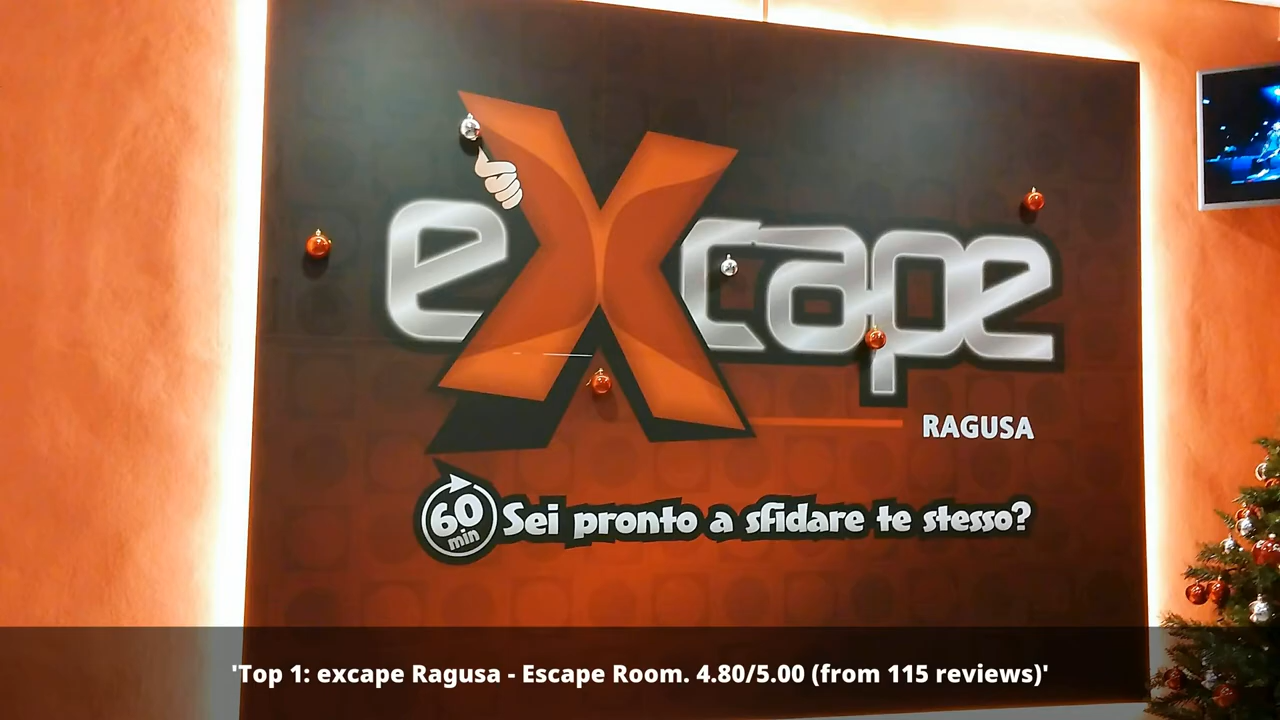 eXcape
RAGUSA
60 min
Sei pronto a sfidare te stesso?
'Top 1: excape Ragusa - Escape Room. 4.80/5.00 (from 115 reviews)'